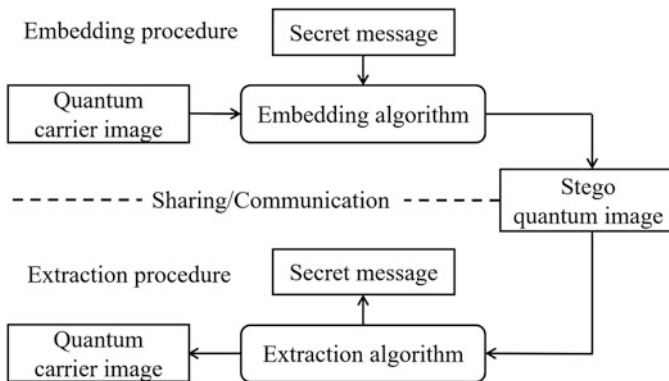 Embedding procedure
Secret message
Quantum
carrier image
Embedding algorithm
Sharing/Communication
Stego
quantum image
Extraction procedure
Secret message
Quantum
carrier image
Extraction algorithm